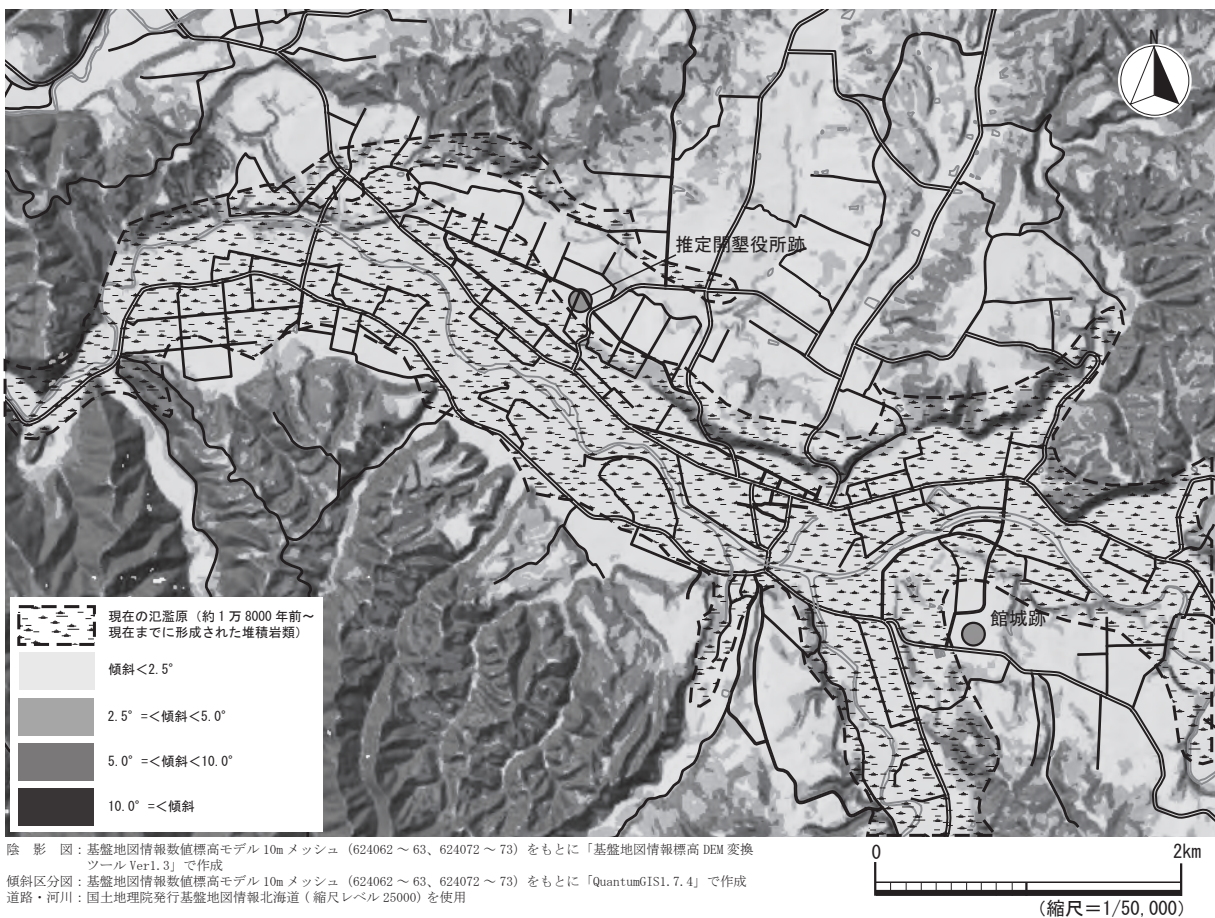 N
推定開墾役所跡
館城跡
現在の氾濫原（約1万8000年前～
現在までに形成された堆積岩類）
傾斜＜2.5°
2.5°=＜傾斜＜5.0°
5.0°=＜傾斜＜10.0°
10.0°=＜傾斜
陰　影　図：基盤地図情報数値標高モデル 10m メッシュ（624062 ～ 63、624072 ～ 73）をもとに「基盤地図情報標高 DEM 変換
ツール Ver1.3」で作成
傾斜区分図：基盤地図情報数値標高モデル 10m メッシュ（624062 ～ 63、624072 ～ 73）をもとに「QuantumGIS1.7.4」で作成
道路・河川：国土地理院発行基盤地図情報北海道（縮尺レベル 25000）を使用
0 2km
(縮尺＝1/50,000)